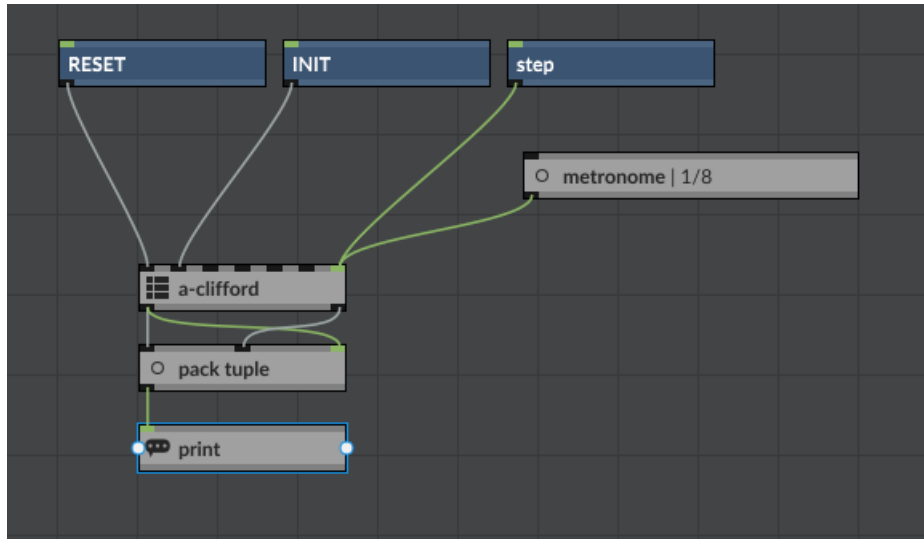 RESET
INIT
step
metronome | 1/8
a-clifford
pack tuple
print